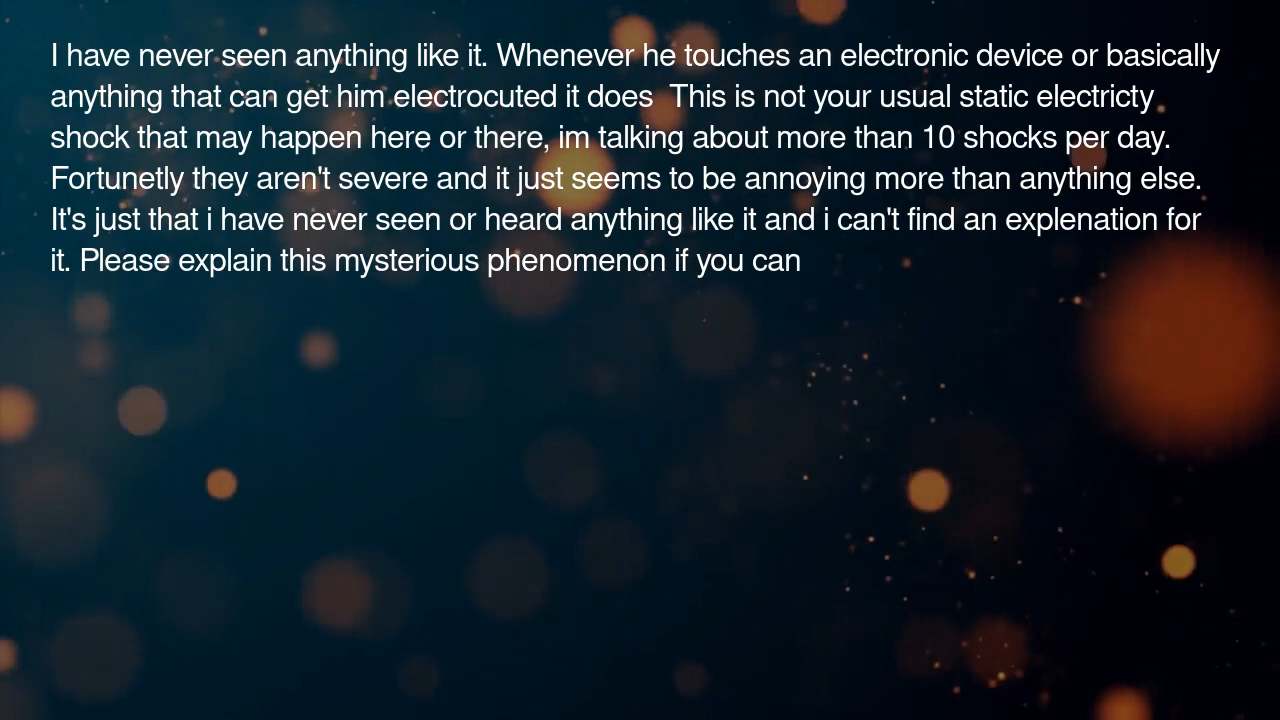 I have never seen anything like it. Whenever he touches an electronic device or basically
anything that can get him electrocuted it does  This is not your usual static electricty
shock that may happen here or there, im talking about more than 10 shocks per day.
Fortunetly they aren't severe and it just seems to be annoying more than anything else.
It's just that i have never seen or heard anything like it and i can't find an explenation for
it. Please explain this mysterious phenomenon if you can